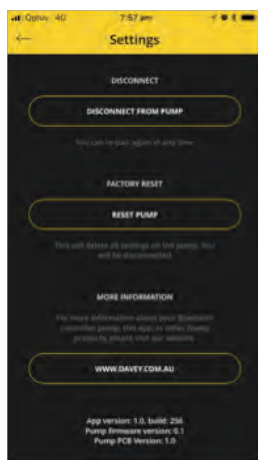 Optus 4G 7:57 pm
Settings
DISCONNECT
DISCONNECT FROM PUMP
You can re-pair again at any time
FACTORY RESET
RESET PUMP
This will delete all settings on the pump. You
will be disconnected
MORE INFORMATION
For more information about your Bluetooth
controller pump, this app, or other Davey
products, please visit our website
WWW.DAVEY.COM.AU
App version: 1.0, build: 256
Pump firmware version: 0.1
Pump PCB Version: 1.0